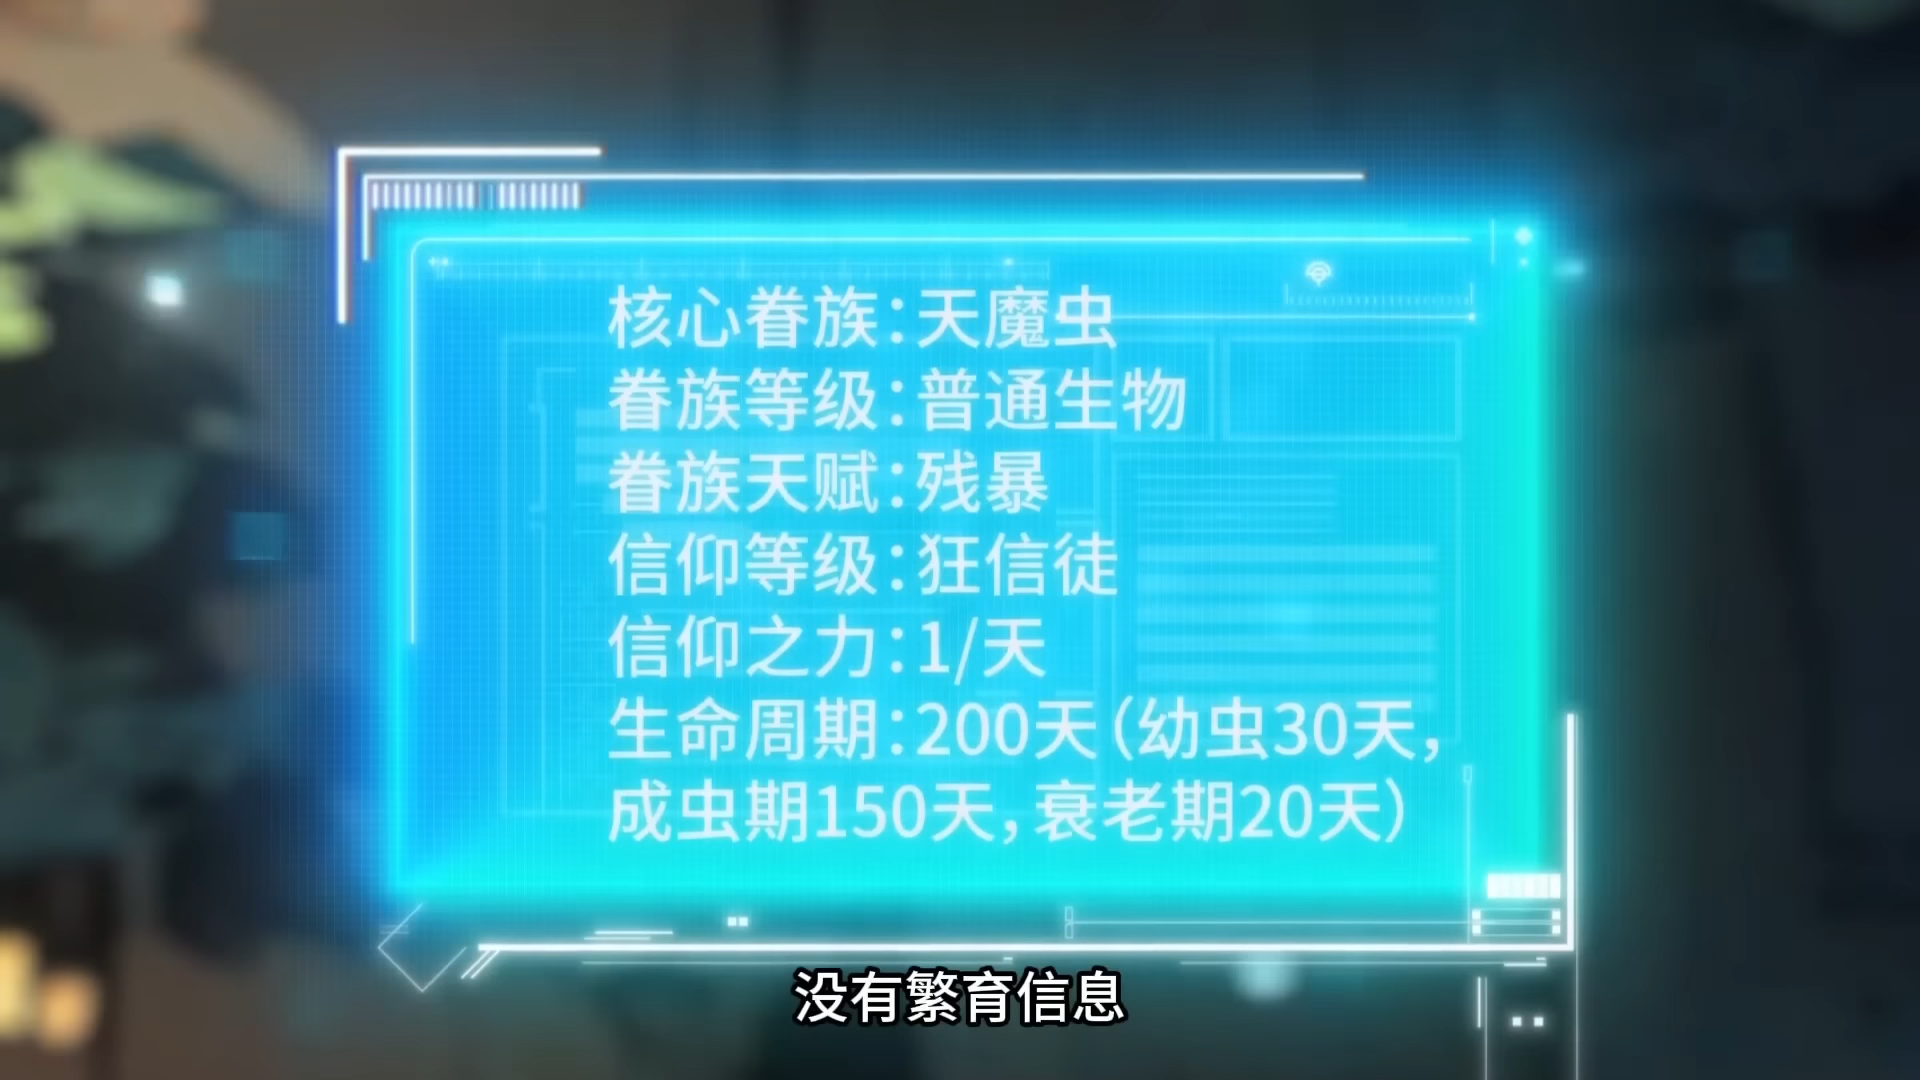 核心眷族：天魔虫
眷族等级：普通生物
眷族天赋：残暴
信仰等级：狂信徒
信仰之力：1/天
生命周期：200天（幼虫30天，
成虫期150天，衰老期20天）
没有繁育信息